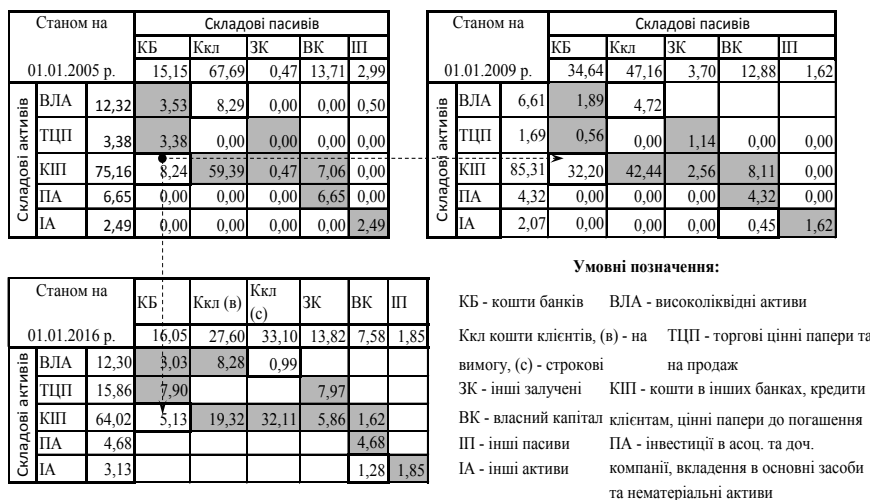 Станом на Складові пасивів
КБ Ккл ЗК ВК ІП
01.01.2005 р. 15,15 67,69 0,47 13,71 2,99
Складові активів
ВЛА 12,32 3,53 8,29 0,00 0,00 0,50
ТЦП 3,38 3,38 0,00 0,00 0,00 0,00
КІП 75,16 8,24 59,39 0,47 7,06 0,00
ПА 6,65 0,00 0,00 0,00 6,65 0,00
ІА 2,49 0,00 0,00 0,00 0,00 2,49
Станом на Складові пасивів
КБ Ккл ЗК ВК ІП
01.01.2009 р. 34,64 47,16 3,70 12,88 1,62
Складові активів
ВЛА 6,61 1,89 4,72
ТЦП 1,69 0,56 0,00 1,14 0,00 0,00
КІП 85,31 32,20 42,44 2,56 8,11 0,00
ПА 4,32 0,00 0,00 0,00 4,32 0,00
ІА 2,07 0,00 0,00 0,00 0,45 1,62
Станом на КБ Ккл (в) Ккл (с) ЗК ВК ІП
01.01.2016 р. 16,05 27,60 33,10 13,82 7,58 1,85
Складові активів
ВЛА 12,30 3,03 8,28 0,99
ТЦП 15,86 7,90 7,97
КІП 64,02 5,13 19,32 32,11 5,86 1,62
ПА 4,68 4,68
ІА 3,13 1,28 1,85
Умовні позначення:
КБ - кошти банків ВЛА - високоліквідні активи
Ккл кошти клієнтів, (в) - на ТЦП - торгові цінні папери та
вимогу, (с) - строкові на продаж
ЗК - інші залучені КІП - кошти в інших банках, кредити
ВК - власний капітал клієнтам, цінні папери до погашення
ІП - інші пасиви ПА - інвестиції в асоц. та доч.
ІА - інші активи компанії, вкладення в основні засоби
та нематеріальні активи